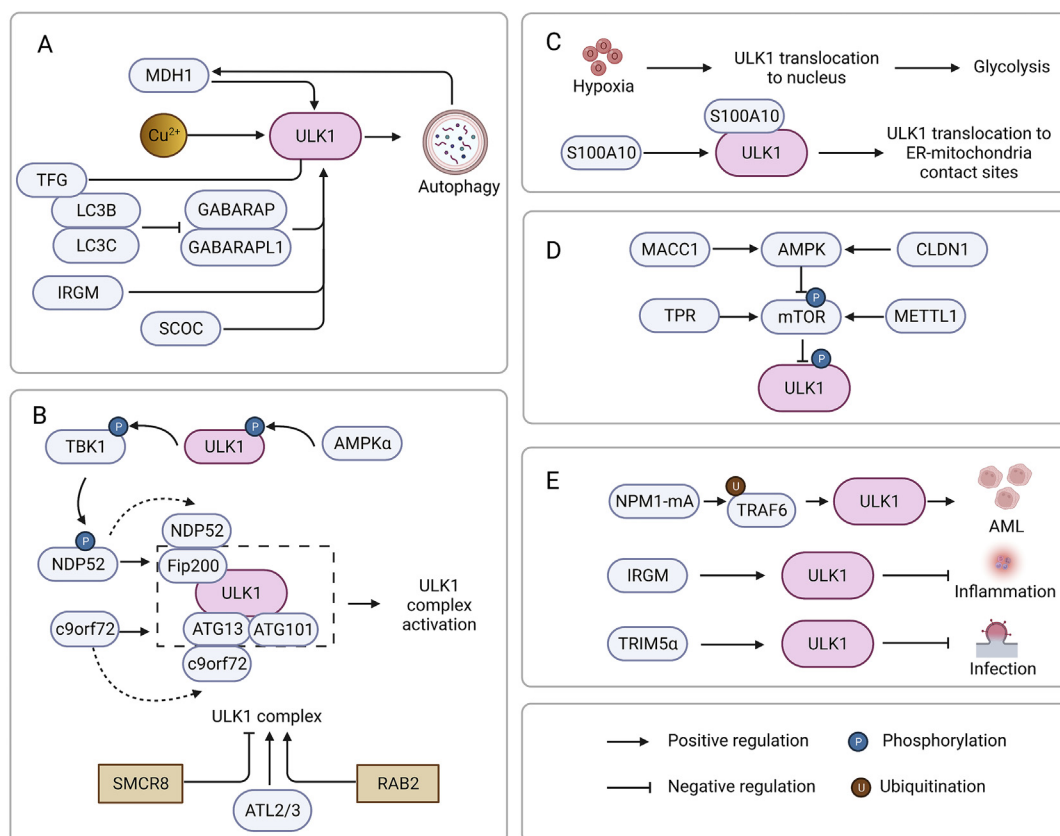 A
MDH1
Cu2+
ULK1
Autophagy
TFG
LC3B
LC3C
GABARAP
GABARAPL1
IRGM
SCOC
B
TBK1
P
ULK1
P
AMPKα
P
NDP52
NDP52
Fip200
ULK1
ATG13
ATG101
c9orf72
c9orf72
ULK1
complex
activation
ULK1 complex
SMCR8
ATL2/3
RAB2
C
O
O
O
O
O
Hypoxia
ULK1 translocation
to nucleus
Glycolysis
S100A10
S100A10
ULK1
ULK1 translocation to
ER-mitochondria
contact sites
D
MACC1
AMPK
CLDN1
P
TPR
mTOR
METTL1
P
ULK1
E
NPM1-mA
U
TRAF6
ULK1
AML
IRGM
ULK1
Inflammation
TRIM5α
ULK1
Infection
Positive regulation
P
Phosphorylation
Negative regulation
U
Ubiquitination